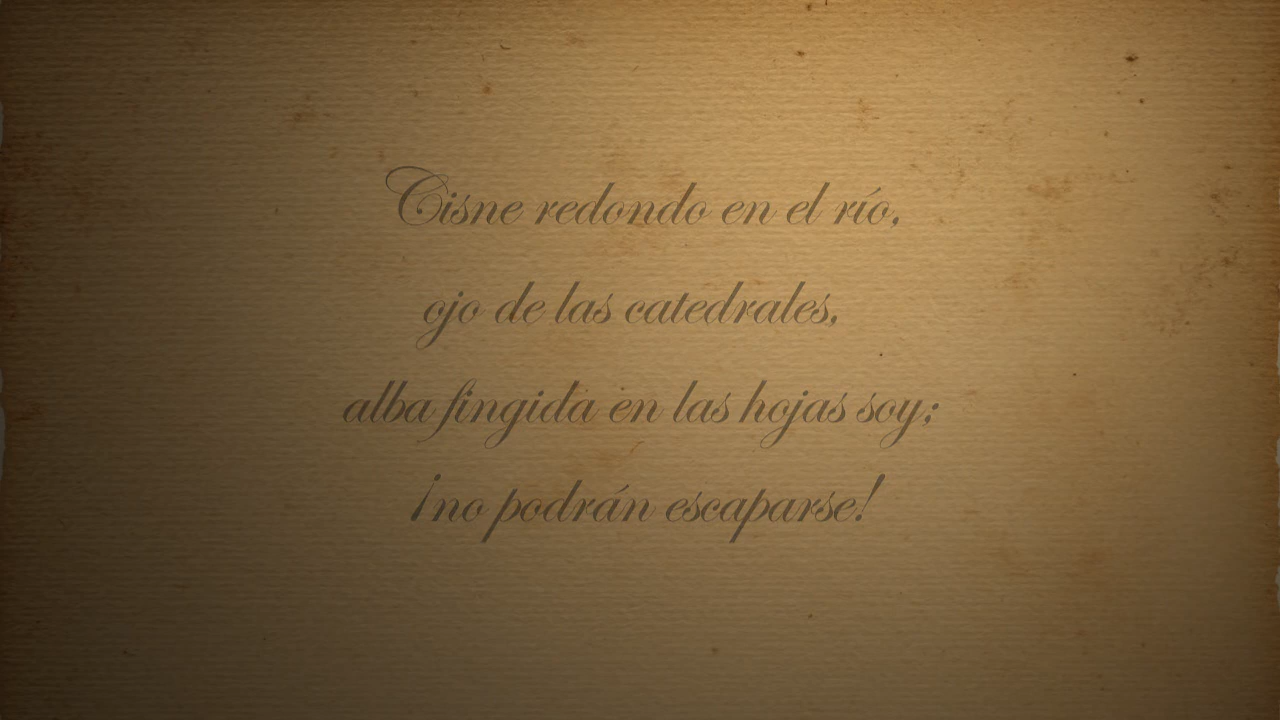 Cisne redondo en el río,
ojo de las catedrales,
alba fingida en las hojas soy;
¡no podrán escaparse!